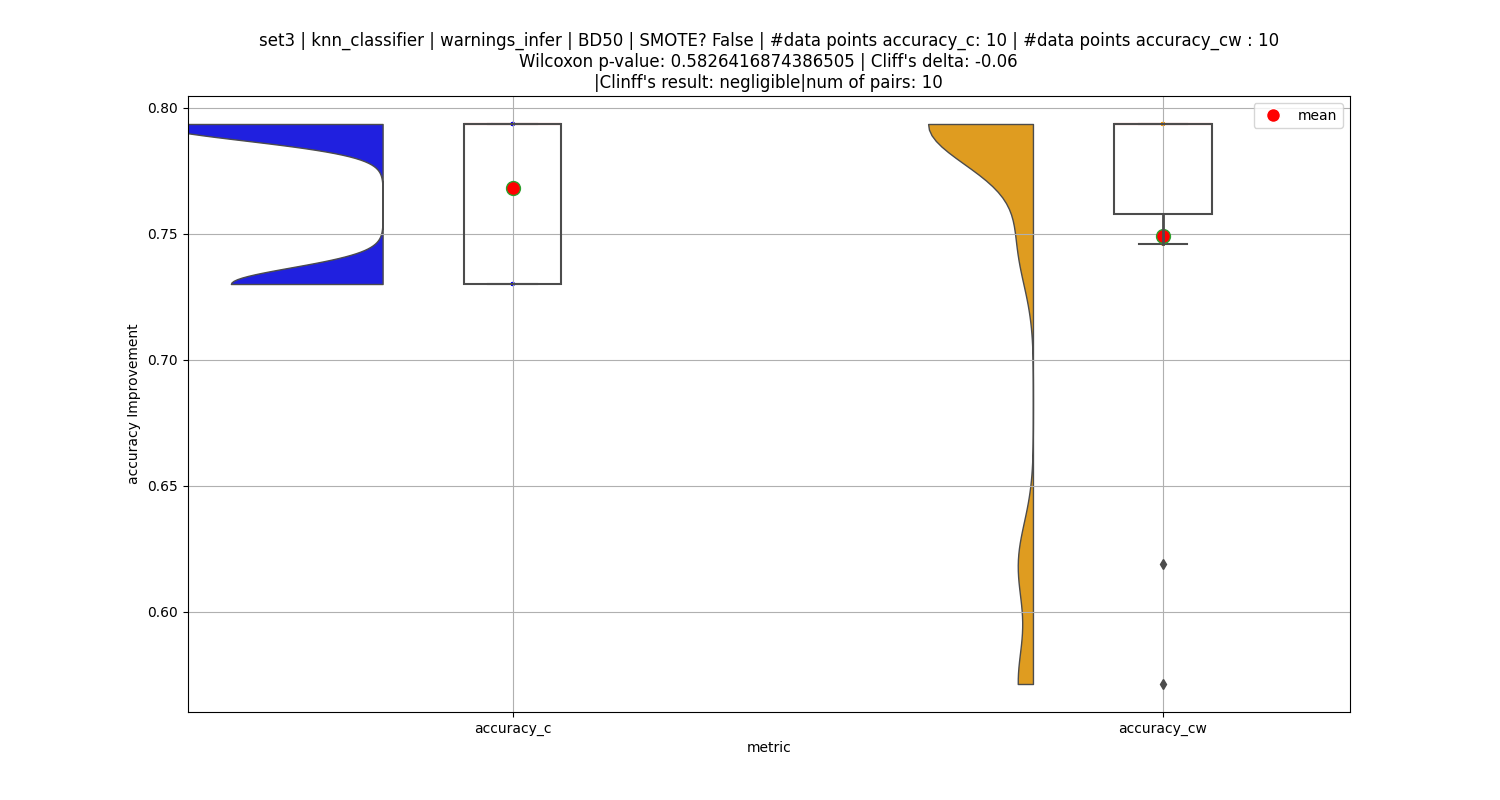 set3 | knn_classifier | warnings_infer | BD50 | SMOTE? False | #data points accuracy_c: 10 | #data points accuracy_cw : 10
Wilcoxon p-value: 0.5826416874386505 | Cliff's delta: -0.06
|Clinff's result: negligible|num of pairs: 10
mean
0.80
0.75
0.70
0.65
0.60
accuracy Improvement
accuracy_c
accuracy_cw
metric